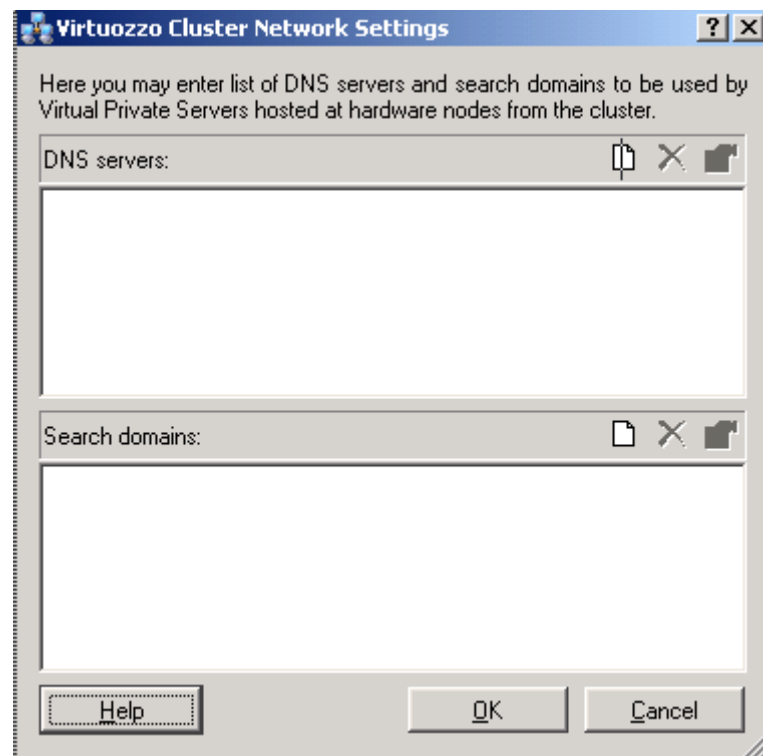 Virtuozzo Cluster Network Settings
Here you may enter list of DNS servers and search domains to be used by
Virtual Private Servers hosted at hardware nodes from the cluster.
DNS servers:
Search domains:
Help OK Cancel